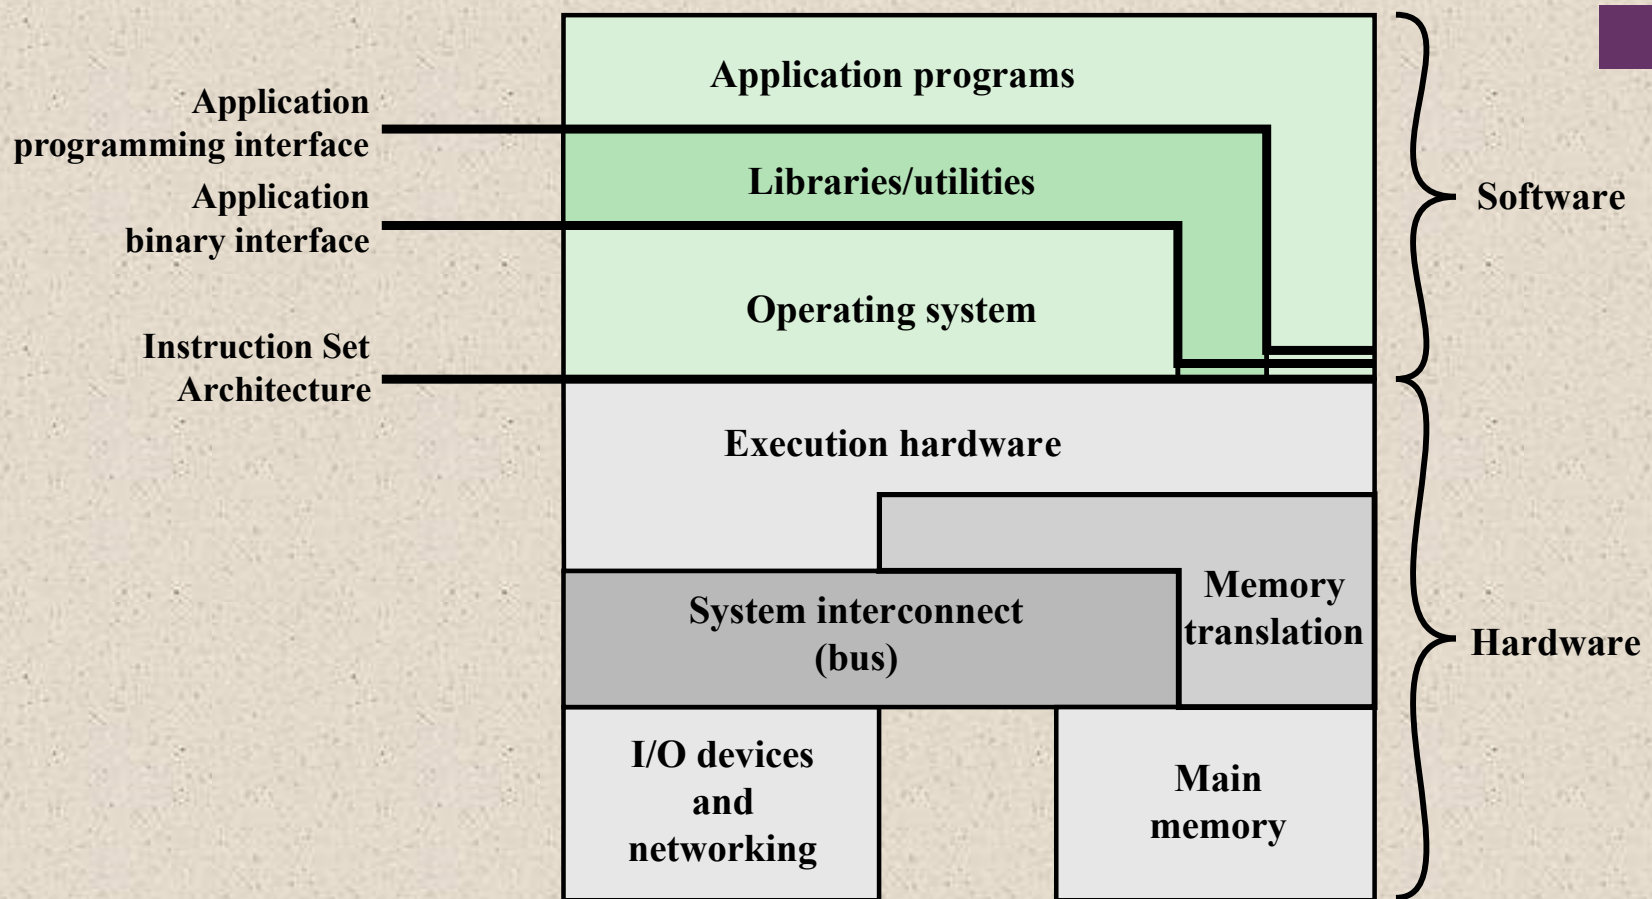 Application programs
Application
programming interface
Libraries/utilities
Application
binary interface
Software
Operating system
Instruction Set
Architecture
Execution hardware
Memory
translation
System interconnect
(bus)
Hardware
I/O devices
and
networking
Main
memory